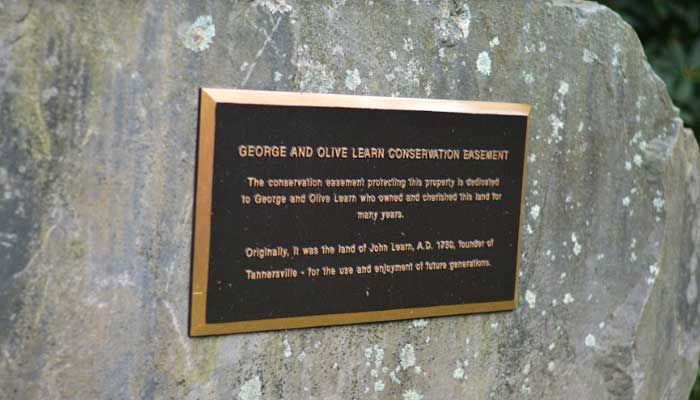 GEORGE AND OLIVE LEARN CONSERVATION EASEMENT
The conservation easement protecting this property is dedicated
to George and Olive Learn who owned and cherished this land for
many years.
Originally, it was the land of John Learn, A.D. 1750, founder of
Tannersville - for the use and enjoyment of future generations.